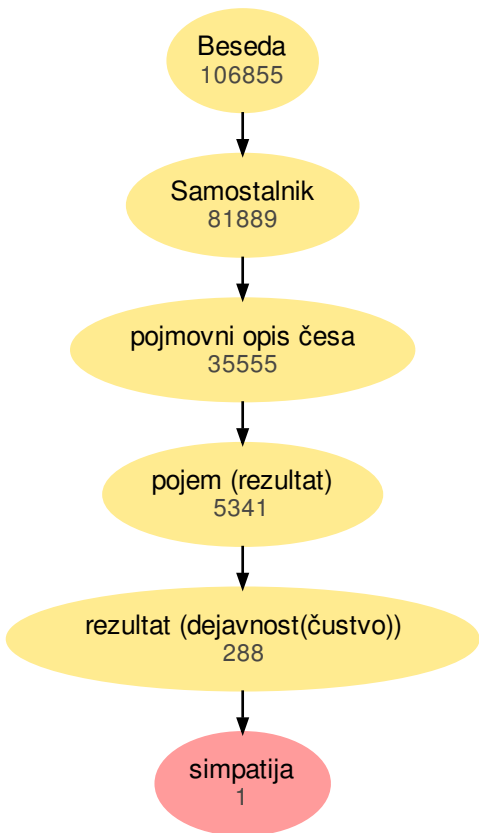 Beseda
106855
Samostalnik
81889
pojmovni opis česa
35555
pojem (rezultat)
5341
rezultat (dejavnost(čustvo))
288
simpatija
1